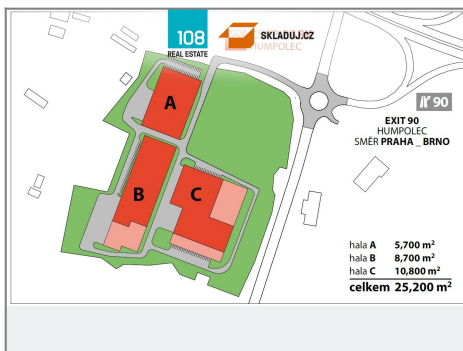 108
REAL ESTATE
SKLADUJ.CZ
HUMPOLEC
90
EXIT 90
HUMPOLEC
SMĚR PRAHA _ BRNO
A
B
C
hala A 5,700 m²
hala B 8,700 m²
hala C 10,800 m²
celkem 25,200 m²